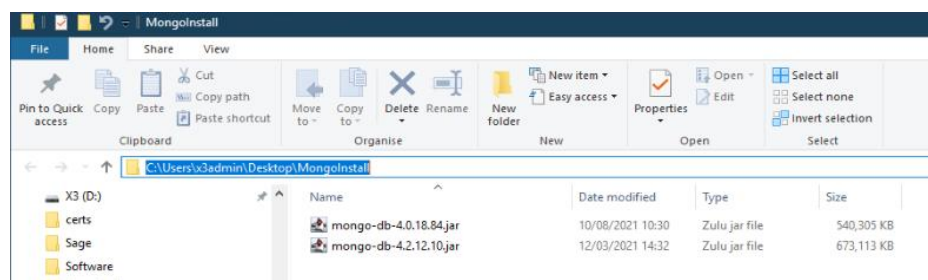 MongoInstall
File Home Share View
Pin to Quick access
Copy
Paste
Cut
Copy path
Paste shortcut
Clipboard
Move to
Copy to
Delete
Rename
Organise
New folder
New item
Easy access
New
Properties
Open
Edit
Open
Select all
Select none
Invert selection
Select
C:\Users\x3admin\Desktop\MongoInstall
X3 (D:)
certs
Sage
Software
Name Date modified Type Size
mongo-db-4.0.18.84.jar 10/08/2021 10:30 Zulu jar file 540,305 KB
mongo-db-4.2.12.10.jar 12/03/2021 14:32 Zulu jar file 673,113 KB